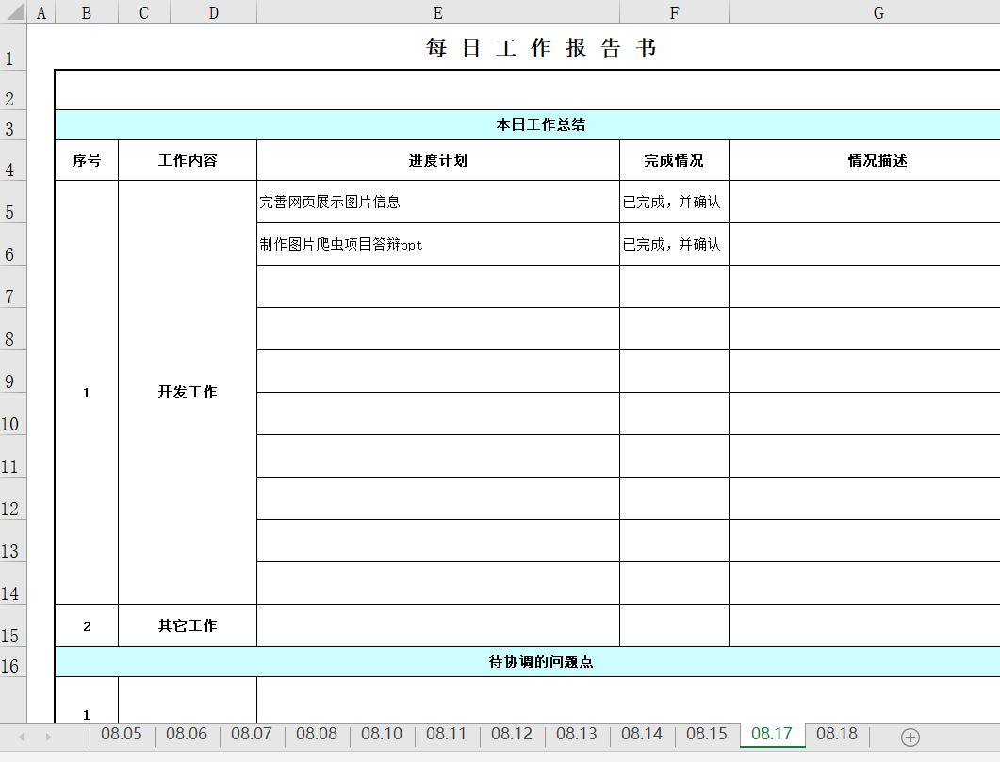 A B C D E F G
1 每日工作报告书
2
3 本日工作总结
4 序号 工作内容 进度计划 完成情况 情况描述
5 完善网页展示图片信息 已完成，并确认
6 制作图片爬虫项目答辩ppt 已完成，并确认
7
8
9
1 开发工作
10
11
12
13
14
15 2 其它工作
16 待协调的问题点
1
08.05 08.06 08.07 08.08 08.10 08.11 08.12 08.13 08.14 08.15 08.17 08.18